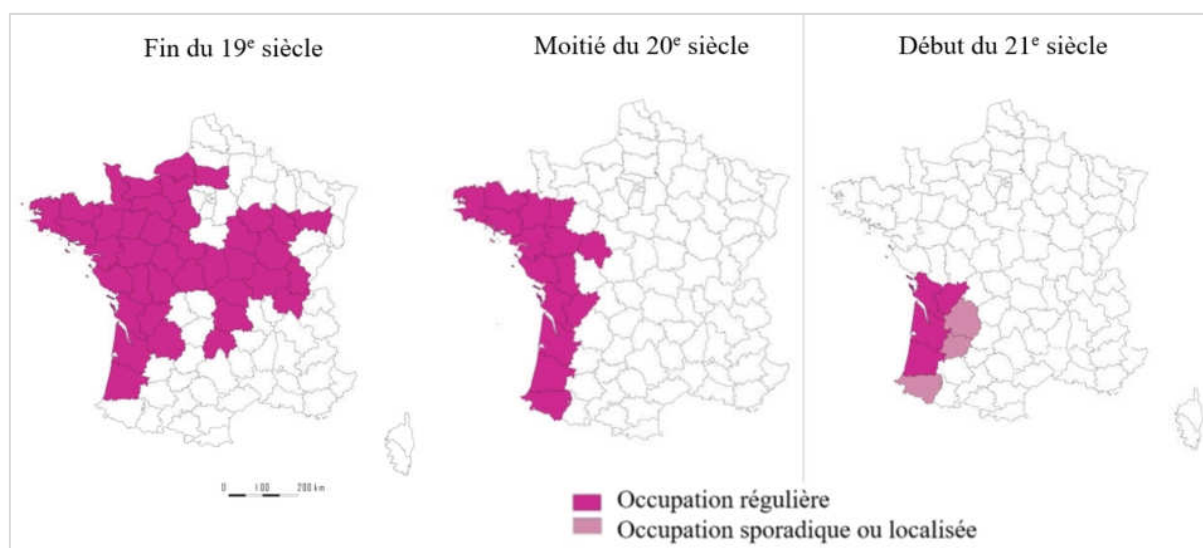 Fin du 19e siècle
Moitié du 20e siècle
Début du 21e siècle
0 100 200 km
Occupation régulière
Occupation sporadique ou localisée